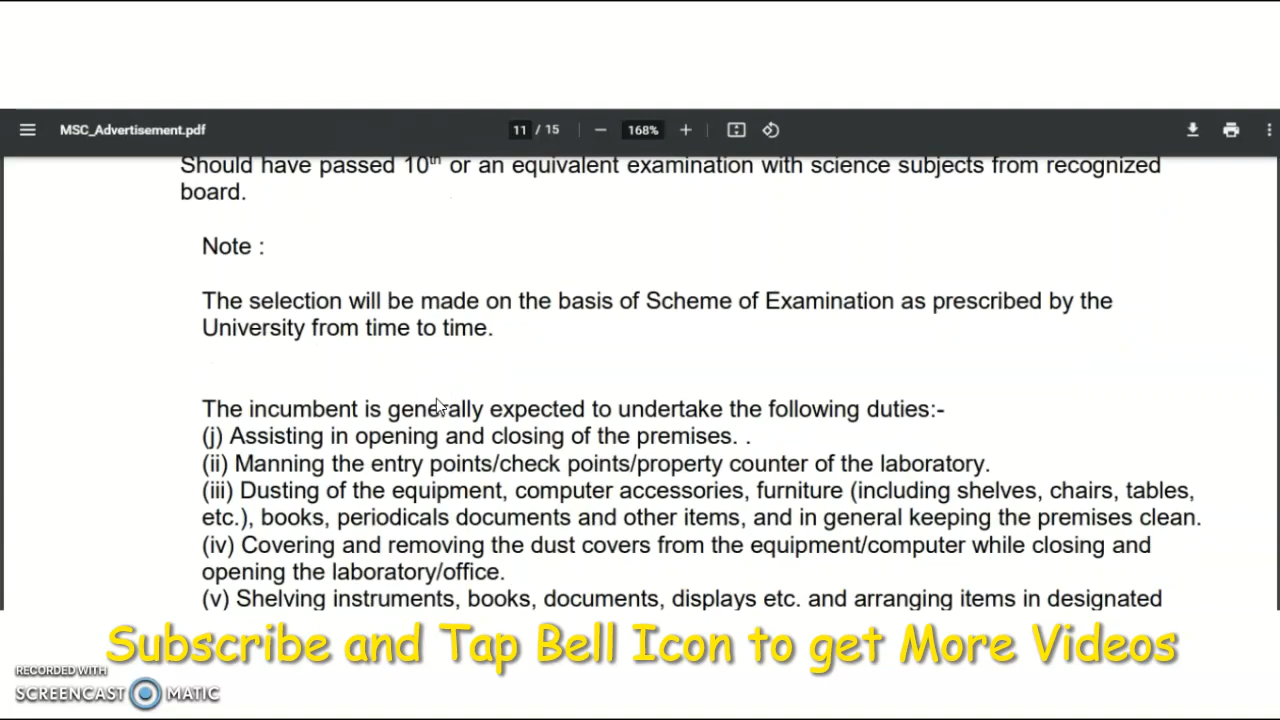 MSC_Advertisement.pdf
11 / 15
168%
Should have passed 10th or an equivalent examination with science subjects from recognized
board.
Note :
The selection will be made on the basis of Scheme of Examination as prescribed by the
University from time to time.
The incumbent is generally expected to undertake the following duties:-
(j) Assisting in opening and closing of the premises. .
(ii) Manning the entry points/check points/property counter of the laboratory.
(iii) Dusting of the equipment, computer accessories, furniture (including shelves, chairs, tables,
etc.), books, periodicals documents and other items, and in general keeping the premises clean.
(iv) Covering and removing the dust covers from the equipment/computer while closing and
opening the laboratory/office.
(v) Shelving instruments, books, documents, displays etc. and arranging items in designated
Subscribe and Tap Bell Icon to get More Videos
RECORDED WITH
SCREENCAST MATIC